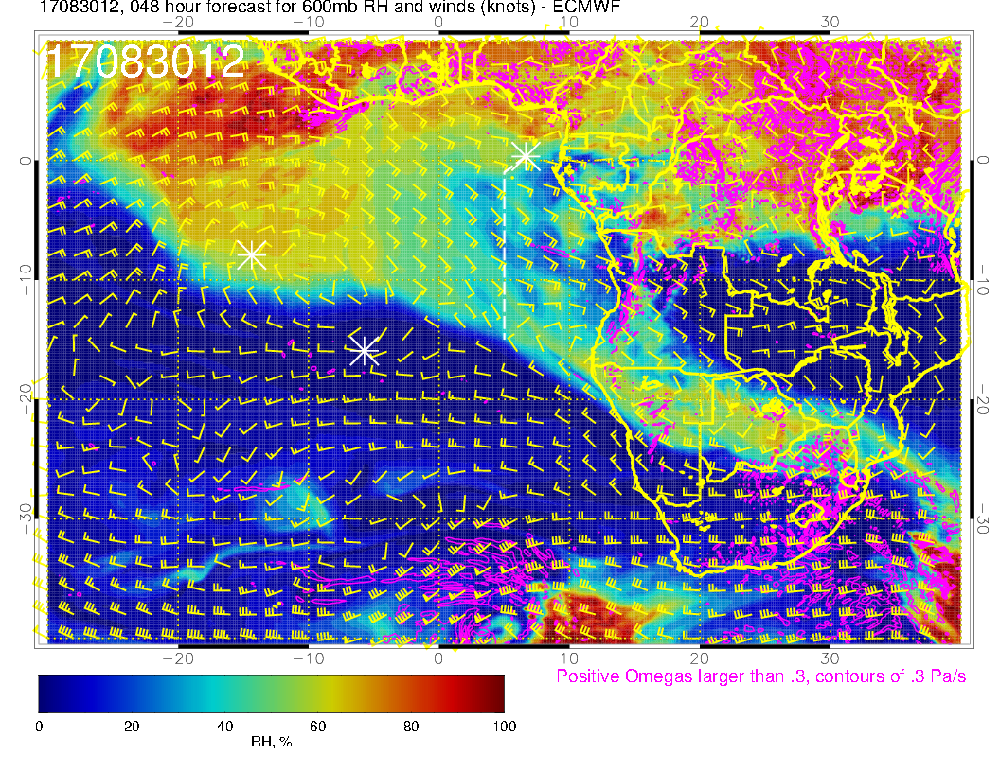 17083012, 048 hour forecast for 600mb RH and winds (knots) - ECMWF
−20 −10 0 10 20 30
17083012
0 0
−10 −10
−20 −20
−30 −30
−20 −10 0 10 20 30
Positive Omegas larger than .3, contours of .3 Pa/s
0 20 40 60 80 100
RH, %